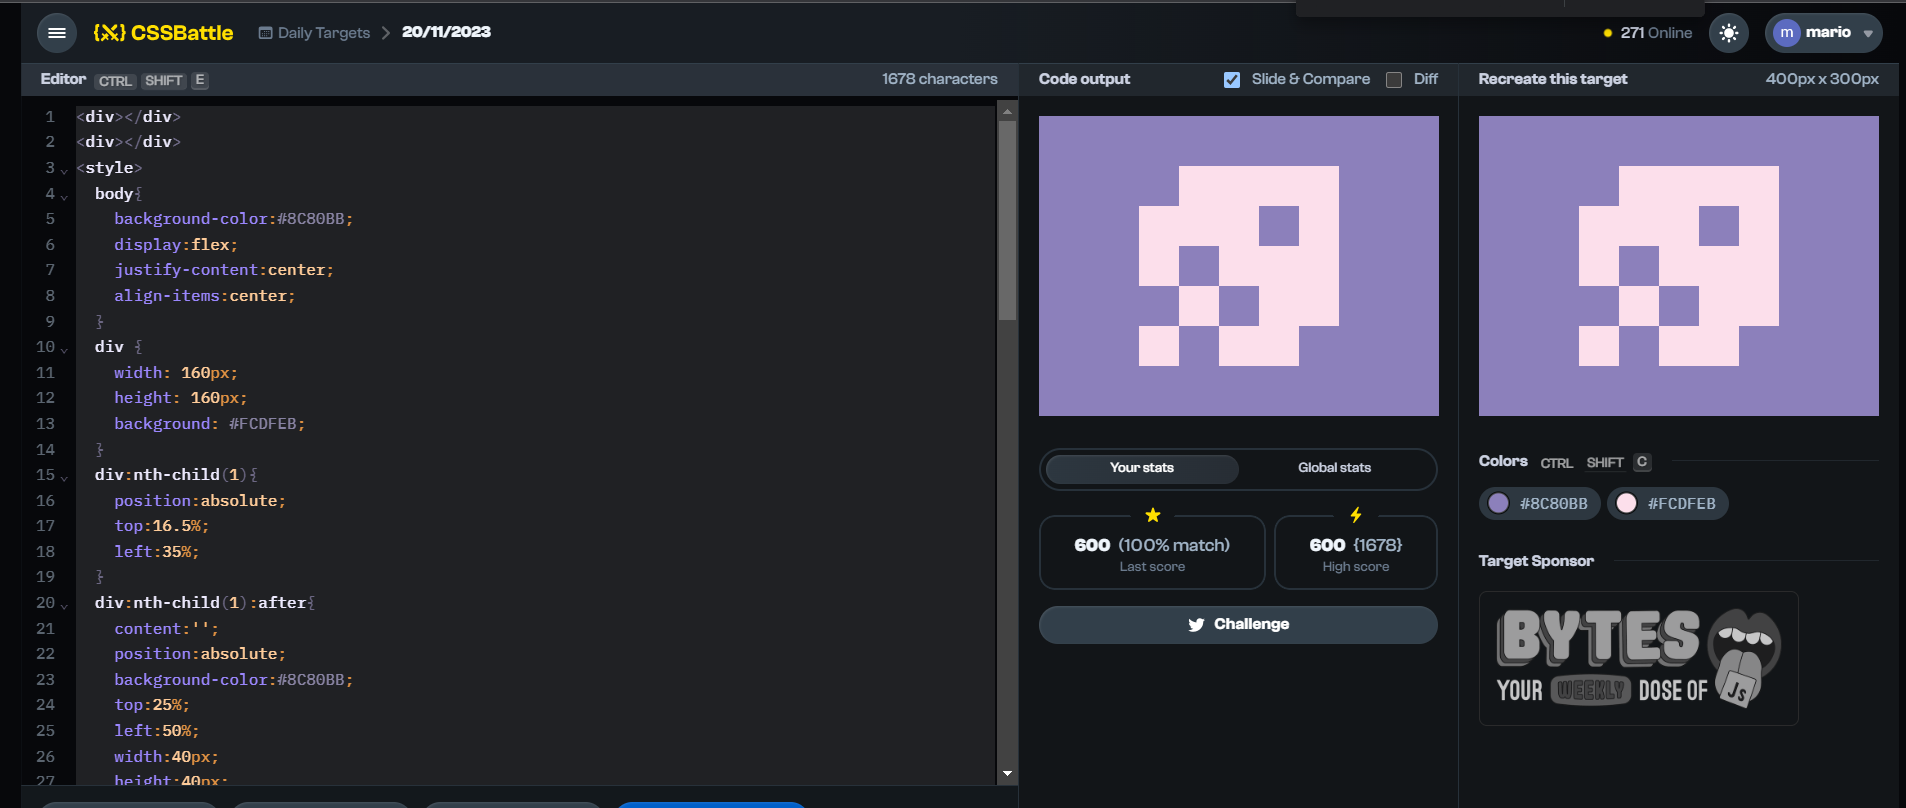 {X} CSSBattle
Daily Targets
20/11/2023
271 Online
m mario
Editor CTRL SHIFT E
1678 characters
Code output
Slide & Compare
Diff
Recreate this target
400px x 300px
1 <div></div>
2 <div></div>
3 <style>
4 body{
5 background-color:#8C80BB;
6 display:flex;
7 justify-content:center;
8 align-items:center;
9 }
10 div {
11 width: 160px;
12 height: 160px;
13 background: #FCDFEB;
14 }
15 div:nth-child(1){
16 position:absolute;
17 top:16.5%;
18 left:35%;
19 }
20 div:nth-child(1):after{
21 content:'';
22 position:absolute;
23 background-color:#8C80BB;
24 top:25%;
25 left:50%;
26 width:40px;
27 height:40px;
Your stats
Global stats
600 (100% match)
Last score
600 {1678}
High score
Challenge
Colors CTRL SHIFT C
#8C80BB
#FCDFEB
Target Sponsor
BYTES
YOUR WEEKLY DOSE OF JS